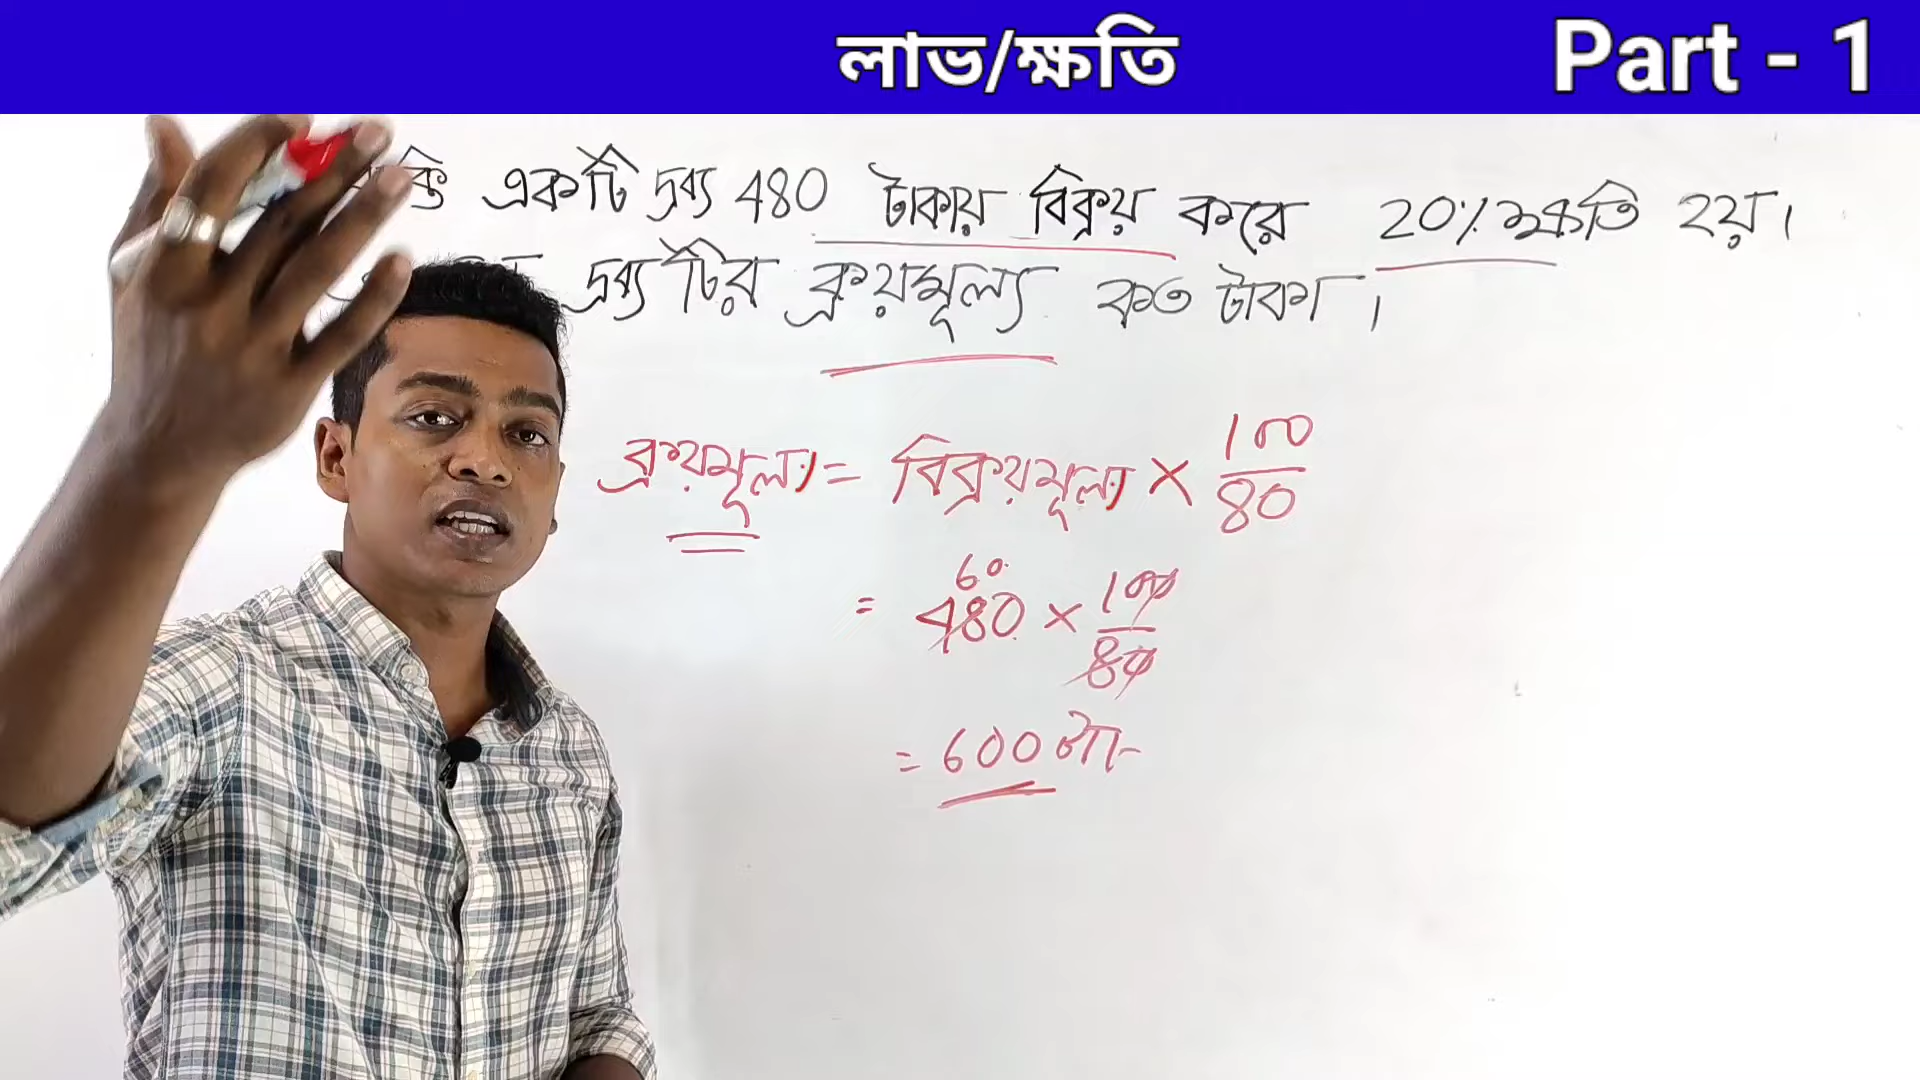 লাভ/ক্ষতি
Part - 1
একটি দ্রব্য 480 টাকায় বিক্রয় করে 20% ক্ষতি হয়।
দ্রব্যটির ক্রয়মূল্য কত টাকা।
ক্রয়মূল্য = বিক্রয়মূল্য × 100/80
60
= 480 × 100/80
= 600 টাকা